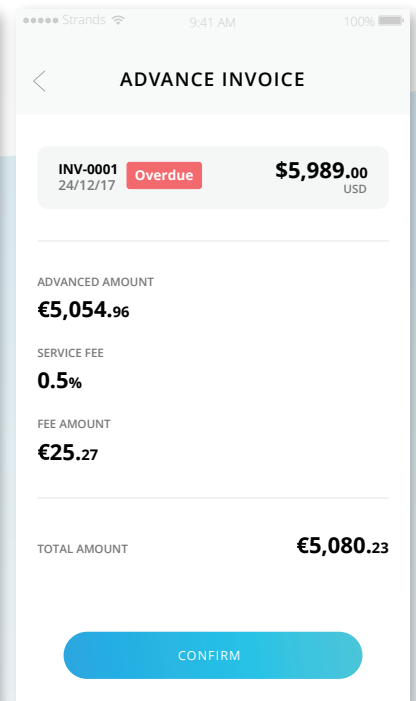 Strands 9:41 AM 100%
ADVANCE INVOICE
INV-0001 Overdue $5,989.00
24/12/17 USD
ADVANCED AMOUNT
€5,054.96
SERVICE FEE
0.5%
FEE AMOUNT
€25.27
TOTAL AMOUNT €5,080.23
CONFIRM